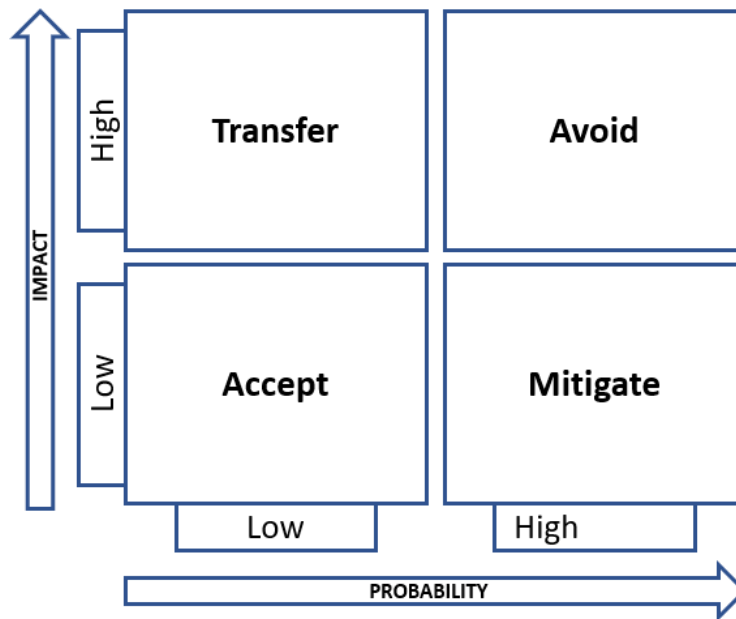 High
Transfer
Avoid
IMPACT
Low
Accept
Mitigate
Low
High
PROBABILITY